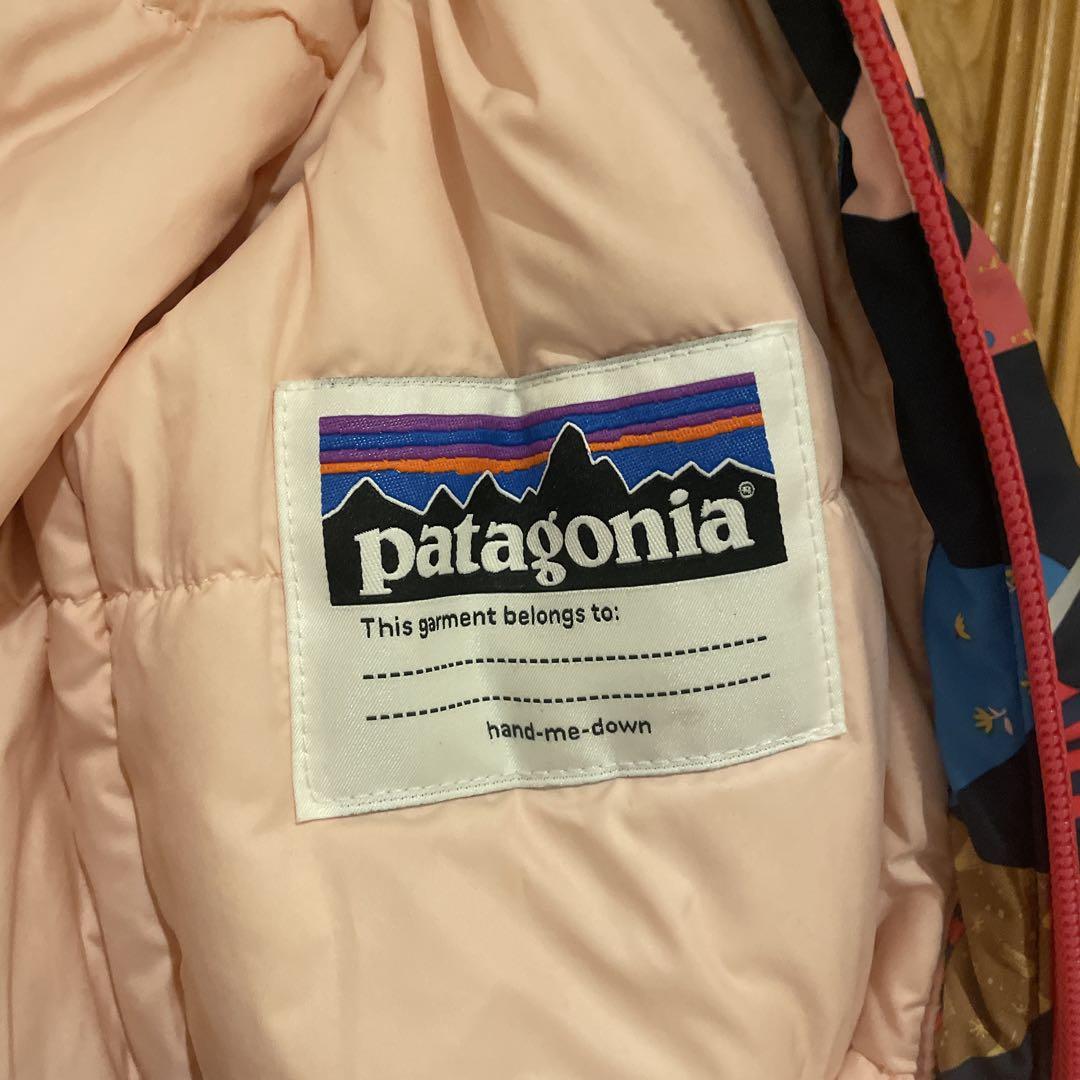 patagonia®
This garment belongs to:
hand-me-down